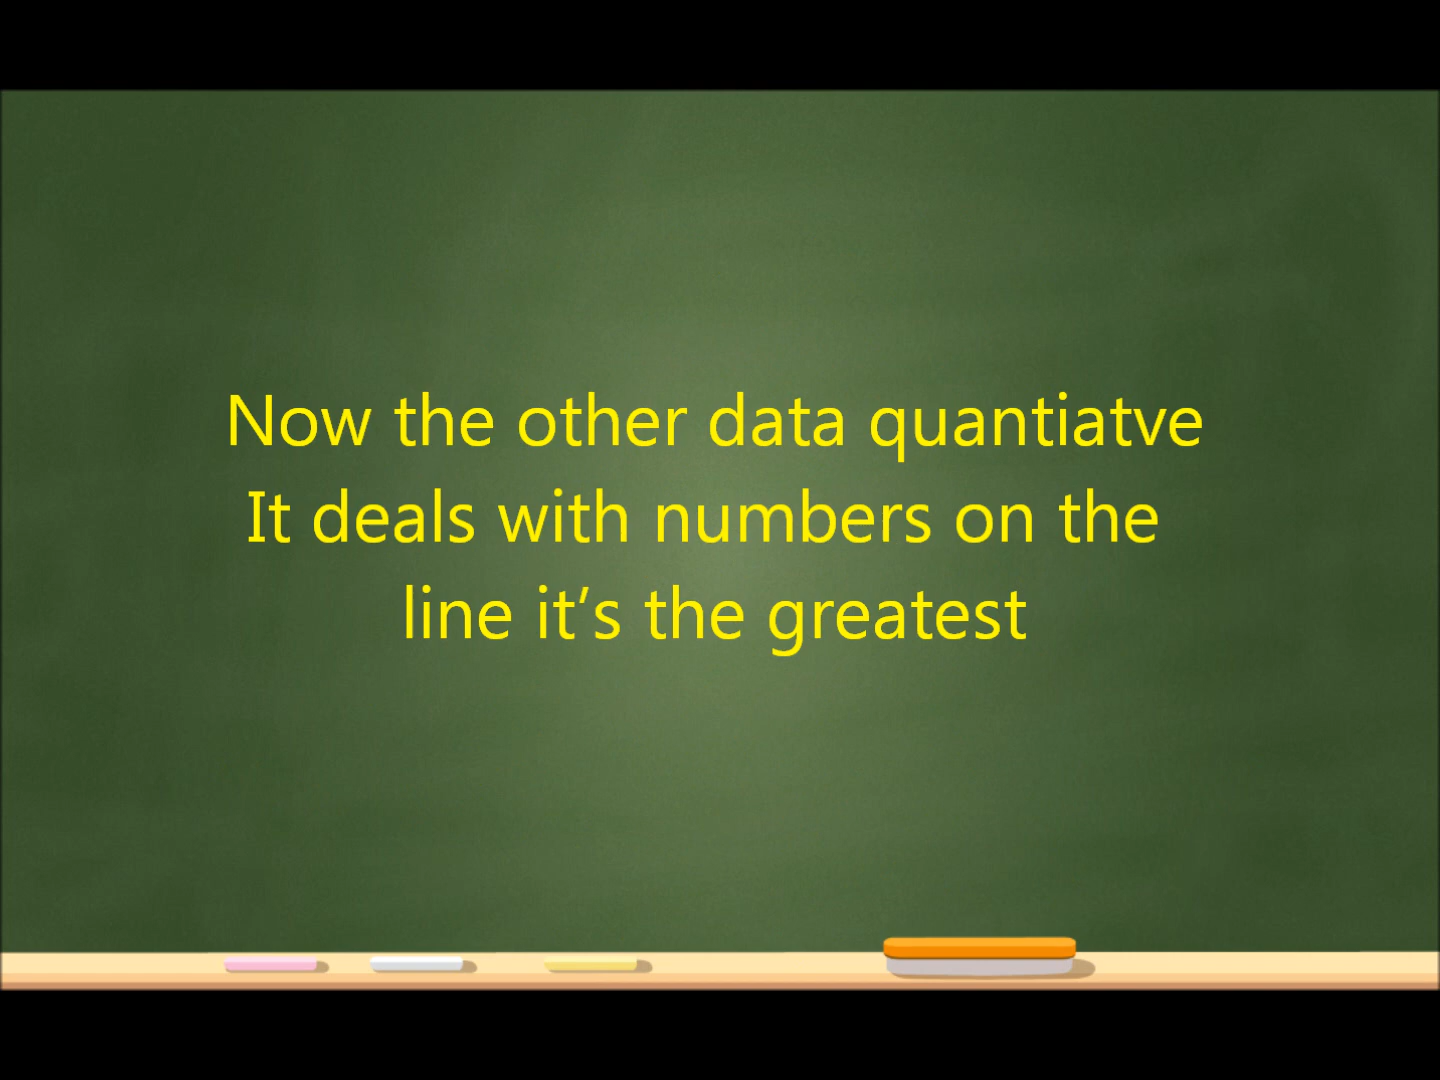 Now the other data quantiatve
It deals with numbers on the
line it’s the greatest